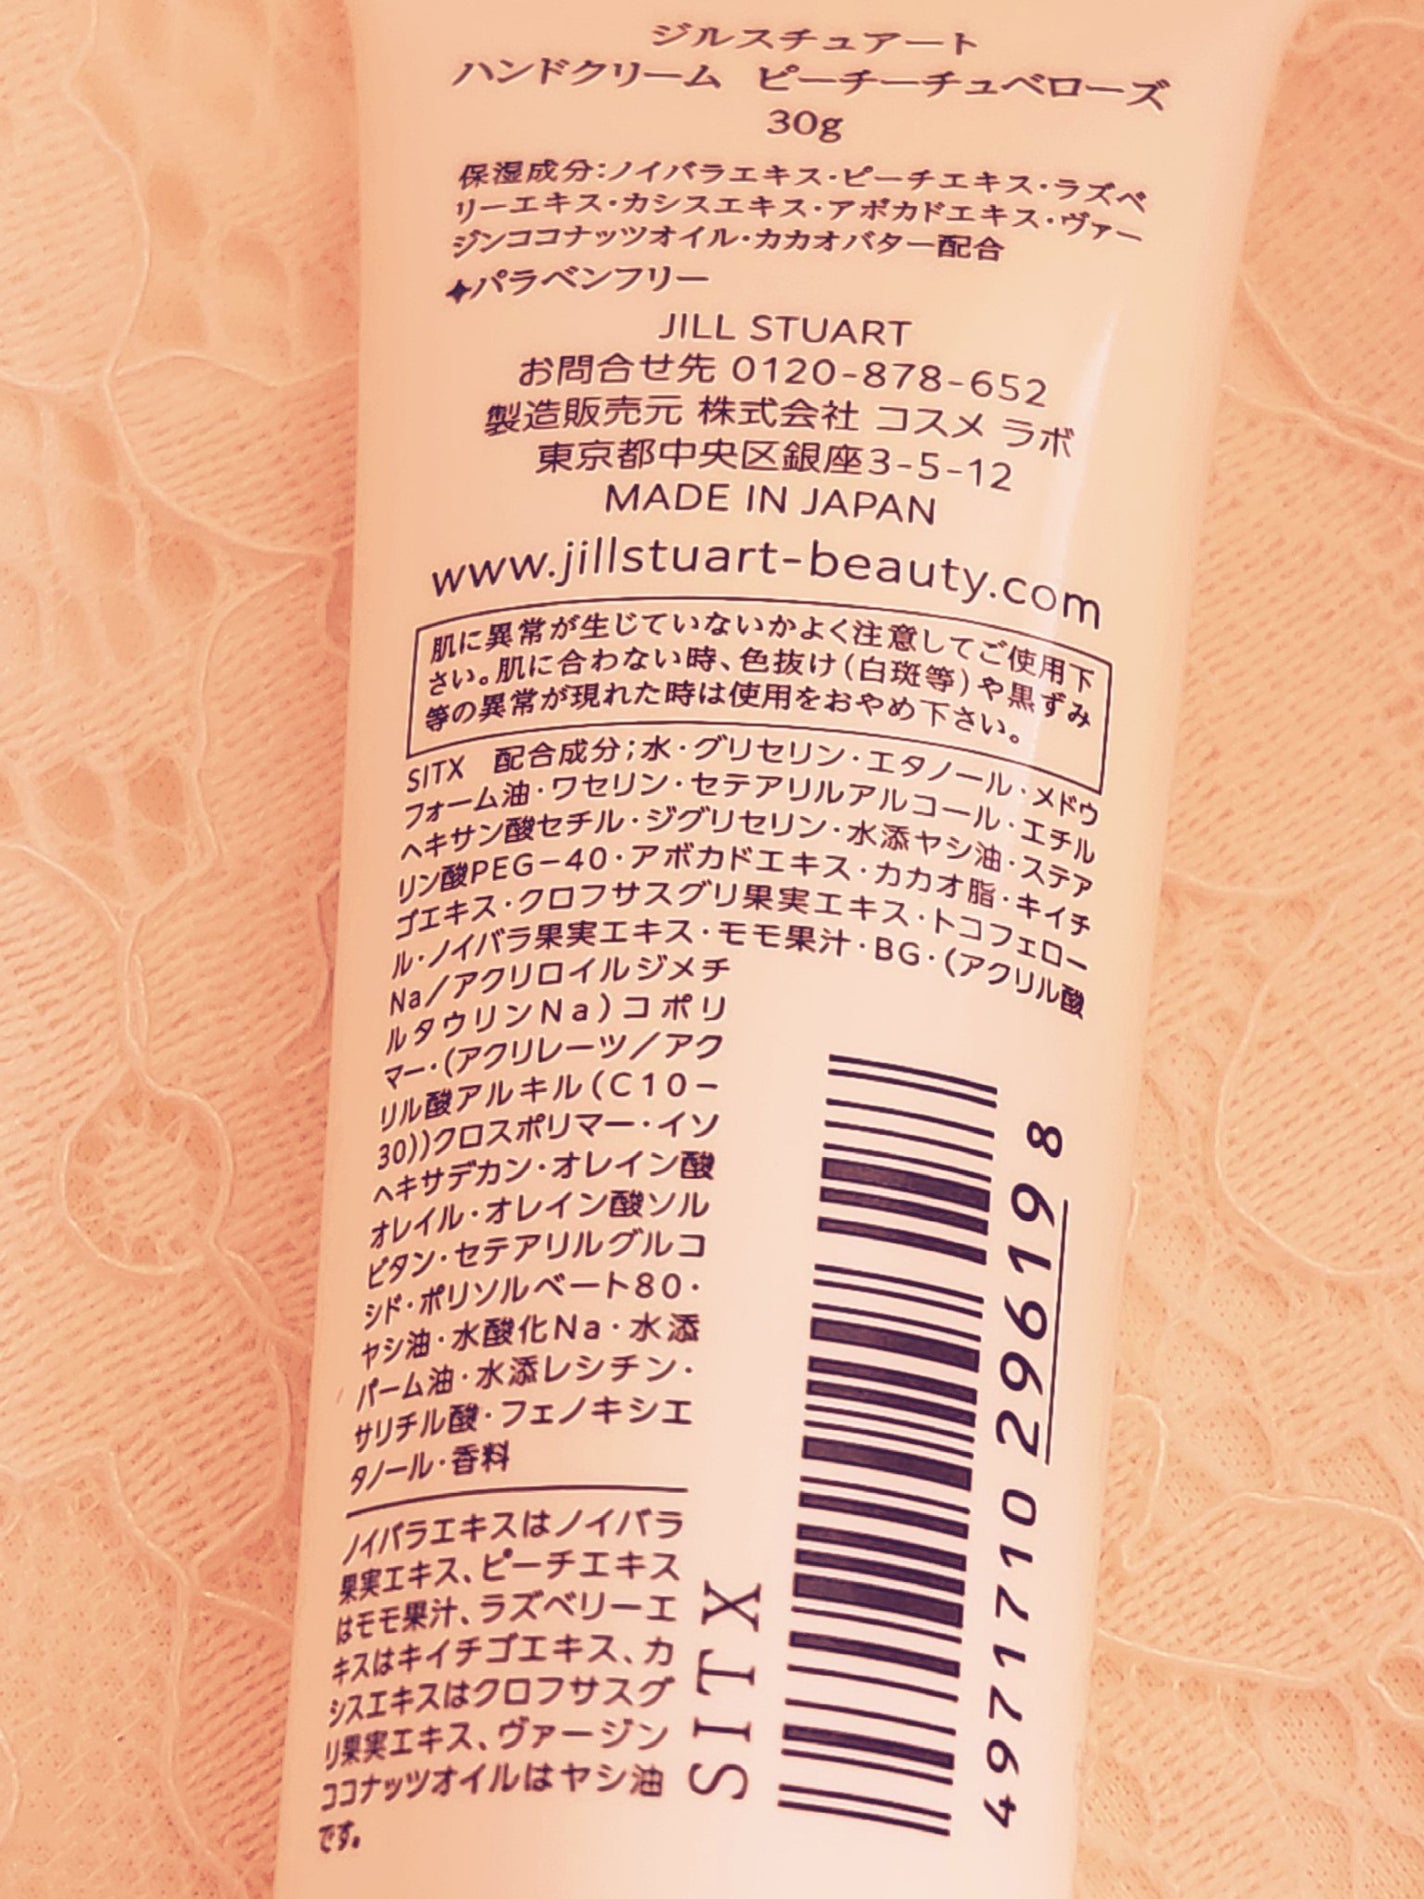 ジルスチュアート
ハンドクリーム ピーチーチュベローズ
30g
保湿成分:ノイバラエキス・ピーチエキス・ラズベ
リーエキス・カシスエキス・アボカドエキス・ヴァー
ジンココナッツオイル・カカオバター配合
✦パラベンフリー
JILL STUART
お問合せ先 0120-878-652
製造販売元 株式会社 コスメ ラボ
東京都中央区銀座3-5-12
MADE IN JAPAN
www.jillstuart-beauty.com
肌に異常が生じていないかよく注意してご使用下
さい。肌に合わない時、色抜け(白斑等)や黒ずみ
等の異常が現れた時は使用をおやめ下さい。
SITX 配合成分;水・グリセリン・エタノール・メドウ
フォーム油・ワセリン・セテアリルアルコール・エチル
ヘキサン酸セチル・ジグリセリン・水添ヤシ油・ステア
リン酸PEG-40・アボカドエキス・カカオ脂・キイチ
ゴエキス・クロフサスグリ果実エキス・トコフェロー
ル・ノイバラ果実エキス・モモ果汁・BG・(アクリル酸
Na/アクリロイルジメチ
ルタウリンNa)コポリ
マー・(アクリレーツ/アク
リル酸アルキル(C10-
30))クロスポリマー・イソ
ヘキサデカン・オレイン酸
オレイル・オレイン酸ソル
ビタン・セテアリルグルコ
シド・ポリソルベート80・
ヤシ油・水酸化Na・水添
パーム油・水添レシチン・
サリチル酸・フェノキシエ
タノール・香料
ノイバラエキスはノイバラ
果実エキス、ピーチエキス
はモモ果汁、ラズベリーエ
キスはキイチゴエキス、カ
シスエキスはクロフサスグ
リ果実エキス、ヴァージン
ココナッツオイルはヤシ油
です。
SITX
4971710296198